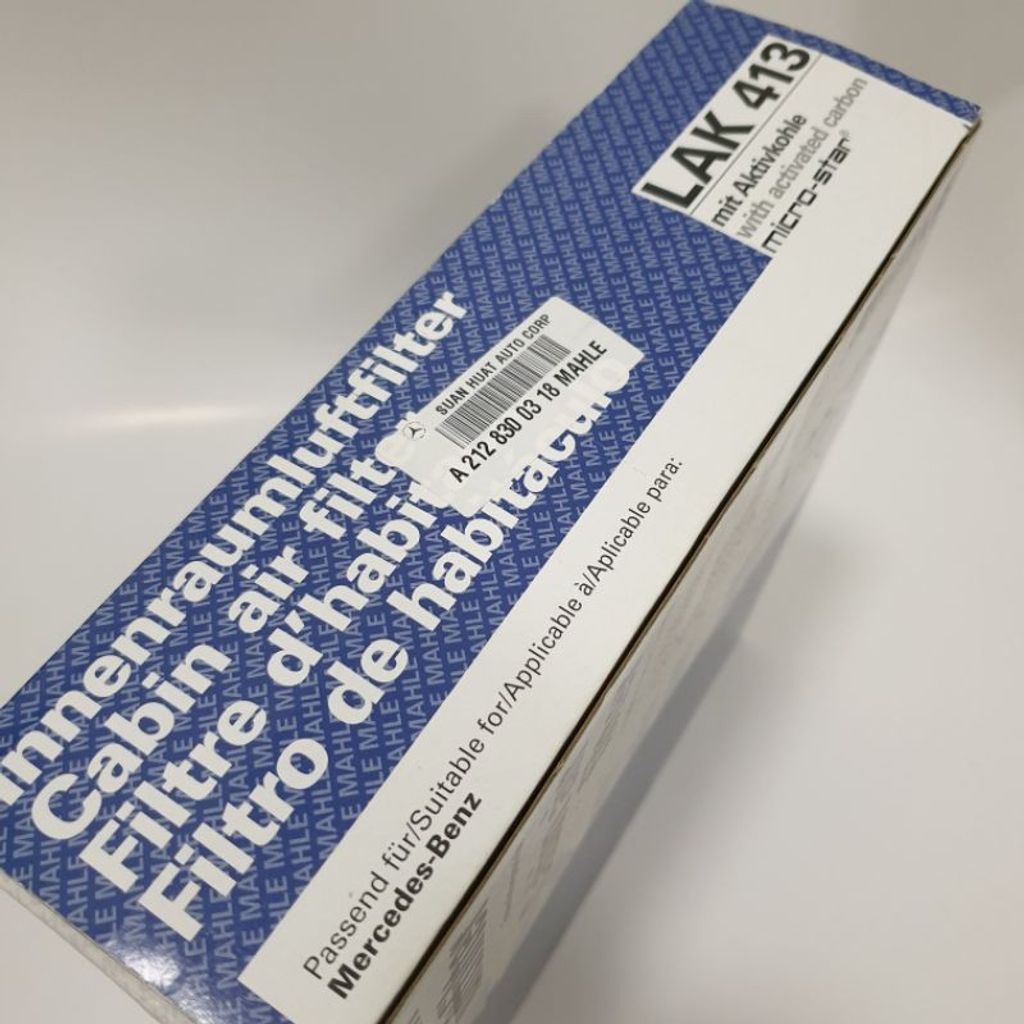 LAK 413
mit Aktivkohle
with activated carbon
micro-star®
SUAN HUAT AUTO CORP
A 212 830 03 18 MAHLE
Innenraumluftfilter
Cabin air filter
Filtre d'habit
Filtro de habitáculo
Passend für/Suitable for/Applicable à/Aplicable para:
Mercedes-Benz